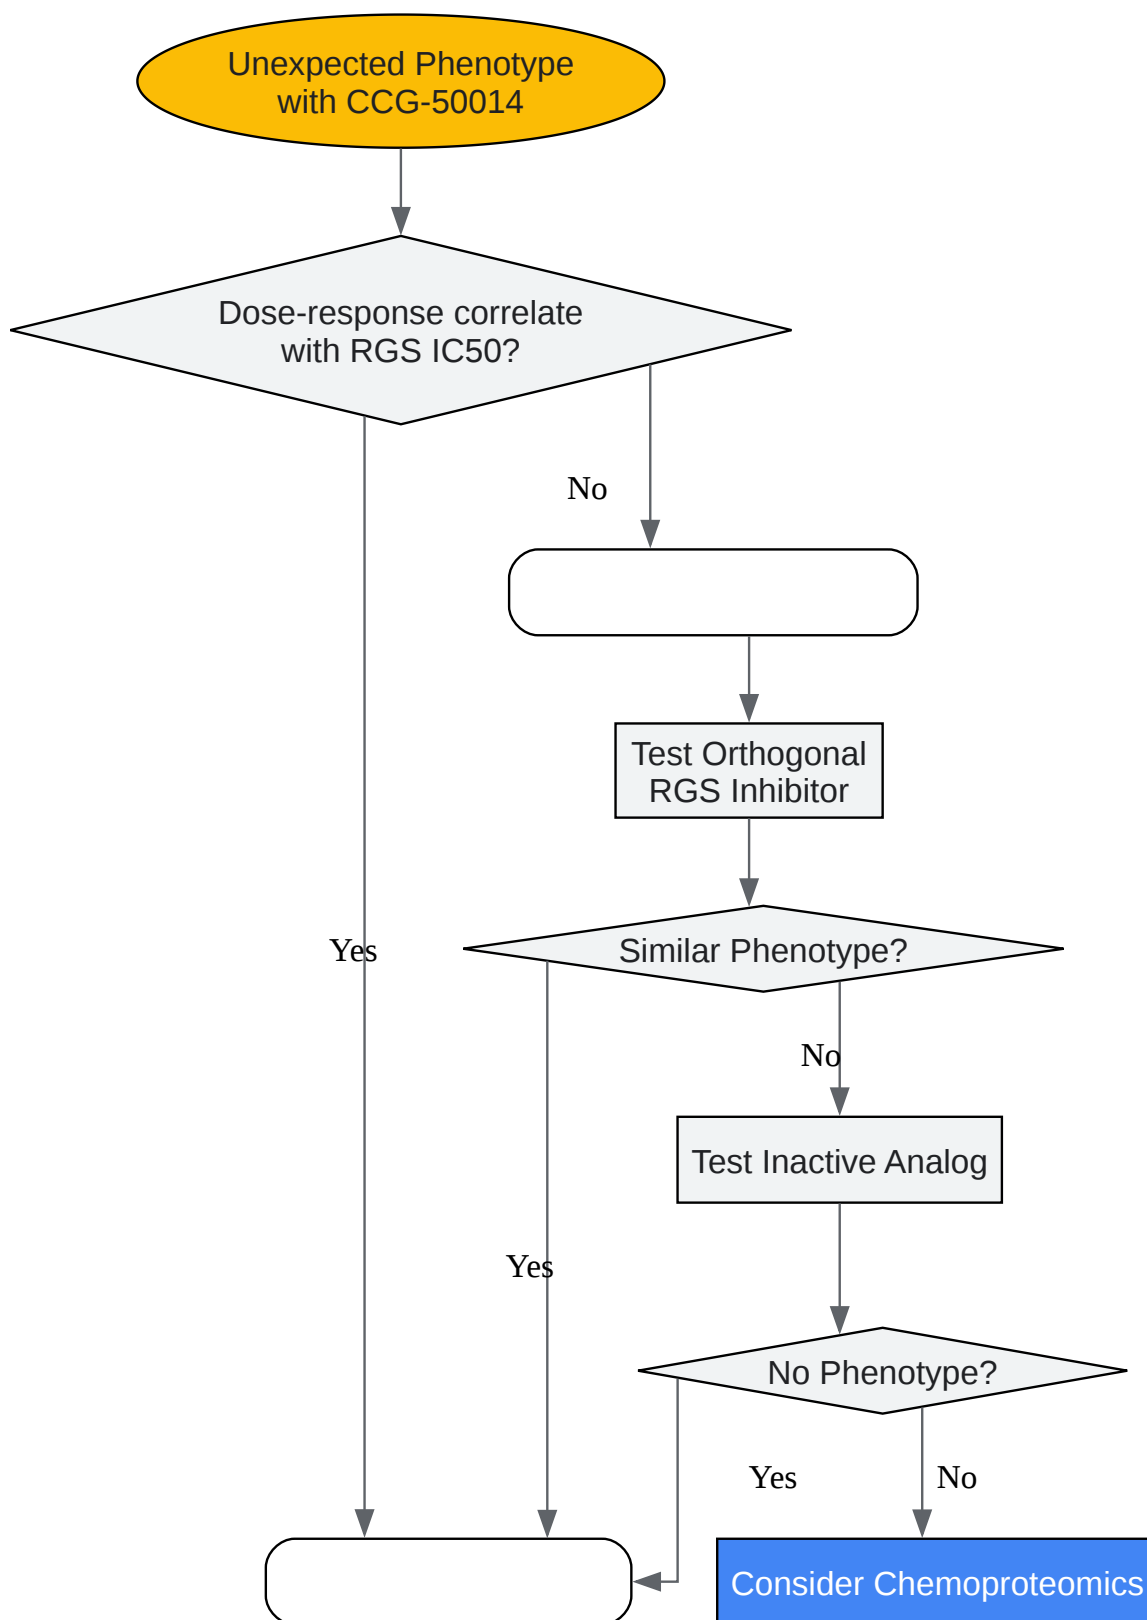 Unexpected Phenotype
with CCG-50014
Dose-response correlate
with RGS IC50?
No
Test Orthogonal
RGS Inhibitor
Similar Phenotype?
Yes
No
Test Inactive Analog
Yes
No Phenotype?
Yes
No
Consider Chemoproteomics